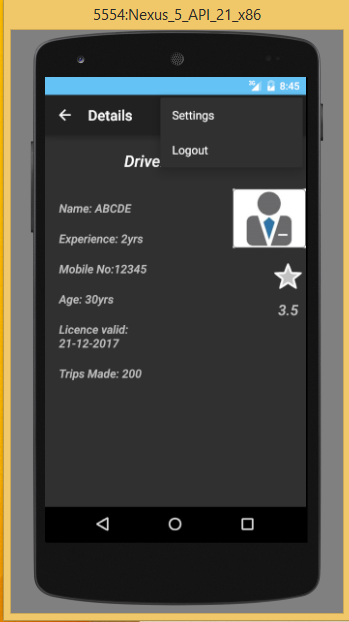 5554:Nexus_5_API_21_x86
3G 8:45
Details
Settings
Logout
Drive
Name: ABCDE
Experience: 2yrs
Mobile No:12345
3.5
Age: 30yrs
Licence valid:
21-12-2017
Trips Made: 200